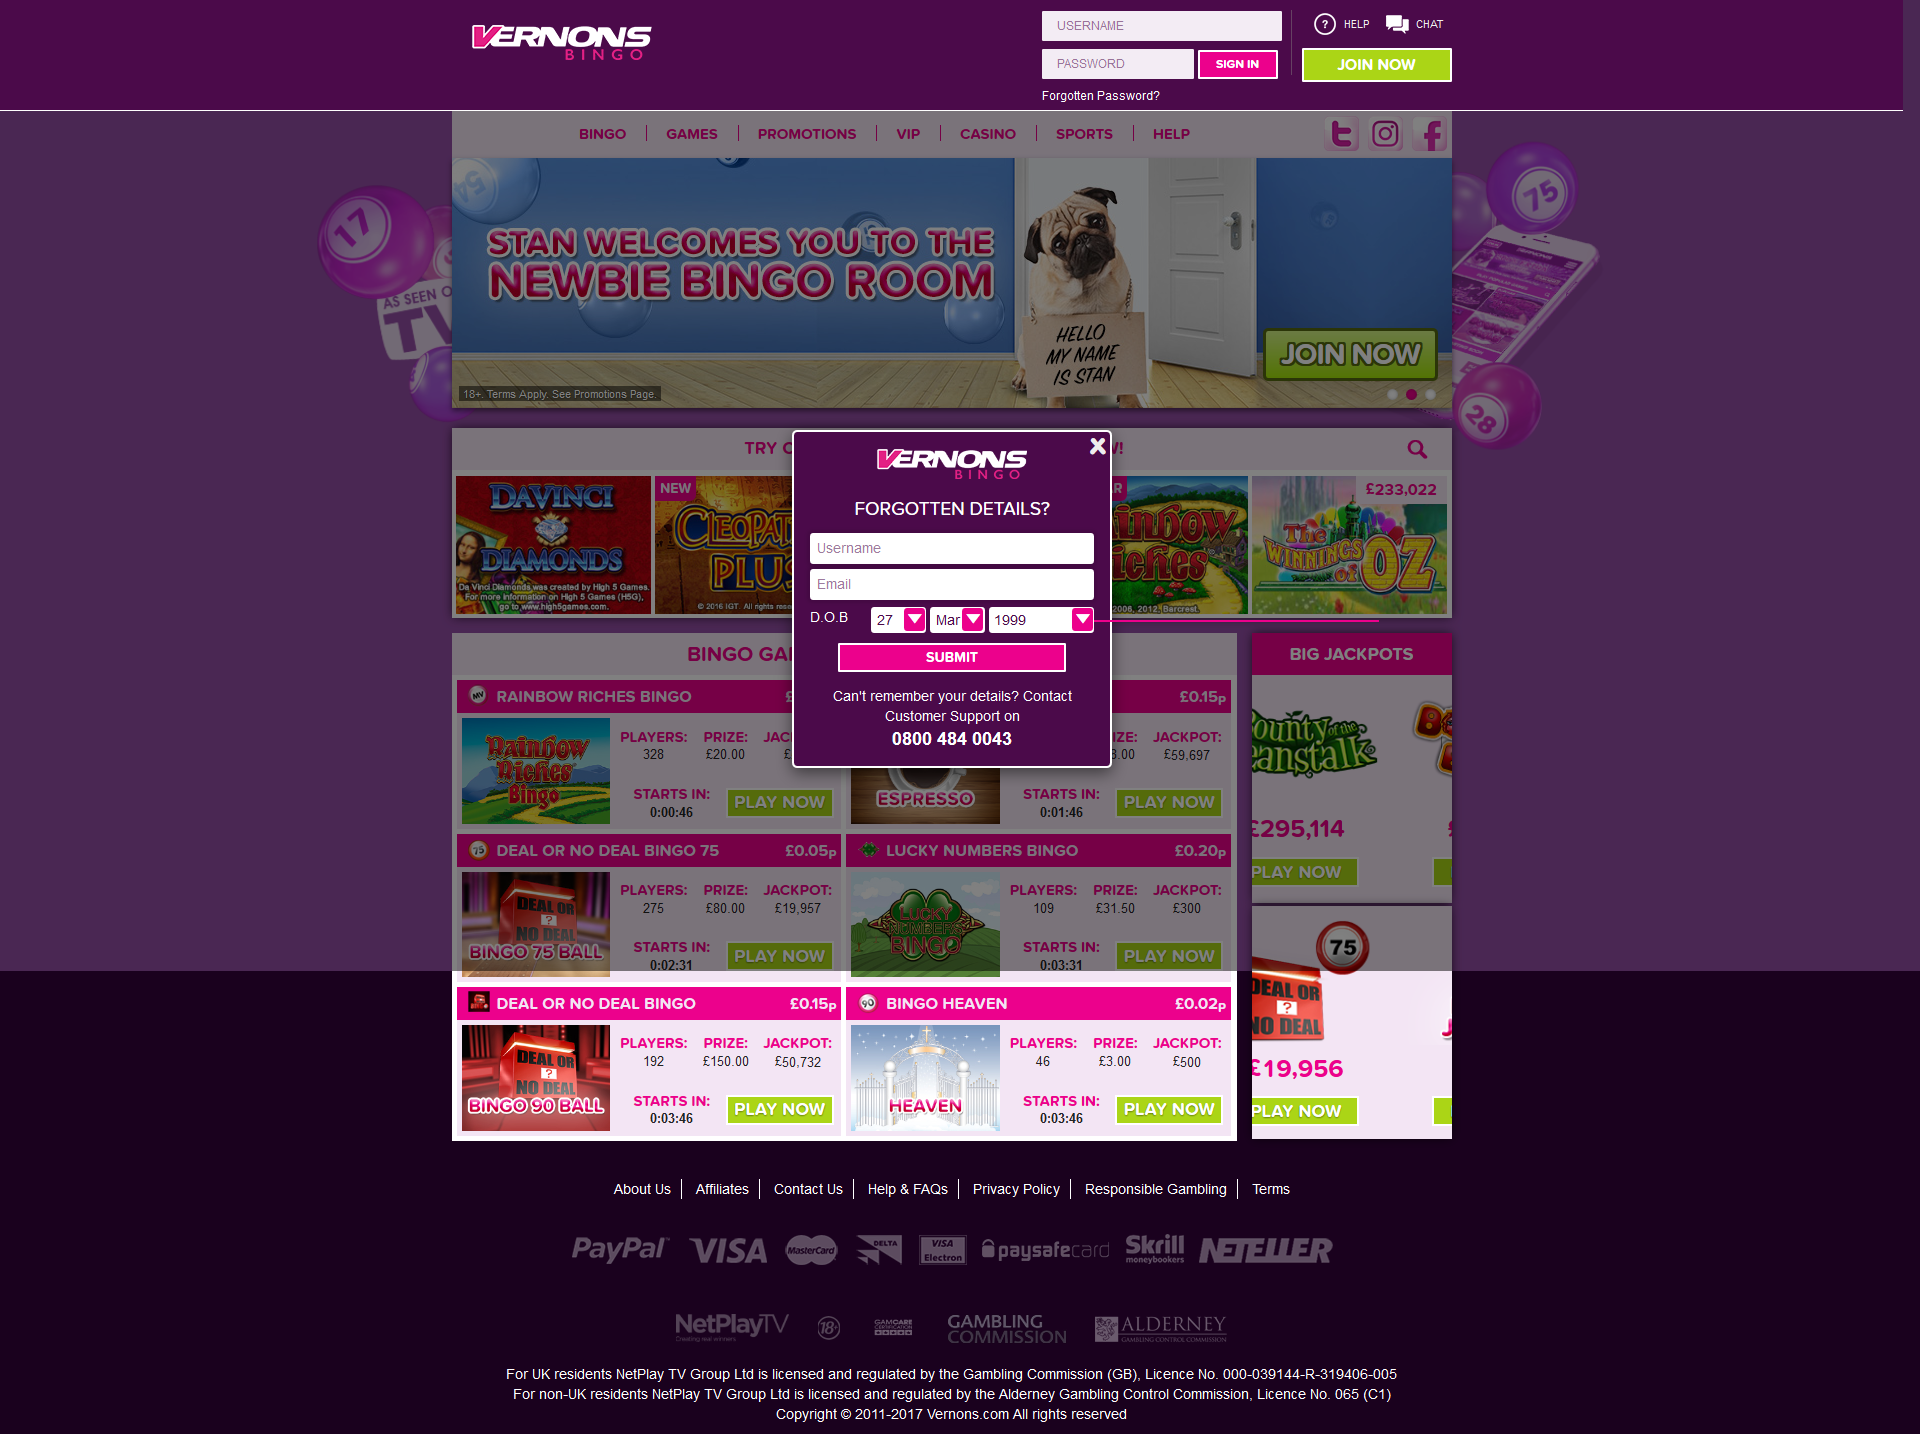 VERNONS
BINGO
USERNAME
PASSWORD
SIGN IN
Forgotten Password?
? HELP
CHAT
JOIN NOW
BINGO
GAMES
PROMOTIONS
VIP
CASINO
SPORTS
HELP
17
AS SEEN O
TV
54
STAN WELCOMES YOU TO THE
NEWBIE BINGO ROOM
HELLO
MY NAME
IS STAN
JOIN NOW
18+. Terms Apply. See Promotions Page.
75
28
TRY
W!
DAVINCI
DIAMONDS
Da Vinci Diamonds was created by High 5 Games.
For more information on High 5 Games (H5G),
go to www.high5games.com.
NEW
CLEOPAT
PLUS
© 2016 IGT. All rights rese
AR
inbow
iches
2008, 2012, Barcrest.
£233,022
The
WINNINGS
of OZ
VERNONS
BINGO
FORGOTTEN DETAILS?
Username
Email
D.O.B
27
Mar
1999
SUBMIT
Can't remember your details? Contact
Customer Support on
0800 484 0043
BINGO GA
RAINBOW RICHES BINGO
£
Rainbow
Riches
Bingo
PLAYERS: PRIZE: JAC
328 £20.00 £
STARTS IN:
0:00:46
PLAY NOW
£0.15p
ESPRESSO
IZE: JACKPOT:
8.00 £59,697
STARTS IN:
0:01:46
PLAY NOW
75 DEAL OR NO DEAL BINGO 75 £0.05p
DEAL OR
?
NO DEAL
BINGO 75 BALL
PLAYERS: PRIZE: JACKPOT:
275 £80.00 £19,957
STARTS IN:
0:02:31
PLAY NOW
LUCKY NUMBERS BINGO £0.20p
LUCKY
NUMBERS
BINGO
PLAYERS: PRIZE: JACKPOT:
109 £31.50 £300
STARTS IN:
0:03:31
PLAY NOW
DEAL OR NO DEAL BINGO £0.15p
DEAL OR
?
NO DEAL
BINGO 90 BALL
PLAYERS: PRIZE: JACKPOT:
192 £150.00 £50,732
STARTS IN:
0:03:46
PLAY NOW
90 BINGO HEAVEN £0.02p
HEAVEN
PLAYERS: PRIZE: JACKPOT:
46 £3.00 £500
STARTS IN:
0:03:46
PLAY NOW
BIG JACKPOTS
ounty of the
eanstalk
£295,114
PLAY NOW
75
DEAL OR
?
NO DEAL
£19,956
PLAY NOW
About Us
Affiliates
Contact Us
Help & FAQs
Privacy Policy
Responsible Gambling
Terms
PayPal
VISA
MasterCard
DELTA
VISA
Electron
paysafecard
Skrill
moneybookers
NETELLER
NetPlayTV
Creating real winners
18+
GAMCARE
CERTIFICATION
GAMBLING
COMMISSION
ALDERNEY
GAMBLING CONTROL COMMISSION
For UK residents NetPlay TV Group Ltd is licensed and regulated by the Gambling Commission (GB), Licence No. 000-039144-R-319406-005
For non-UK residents NetPlay TV Group Ltd is licensed and regulated by the Alderney Gambling Control Commission, Licence No. 065 (C1)
Copyright © 2011-2017 Vernons.com All rights reserved